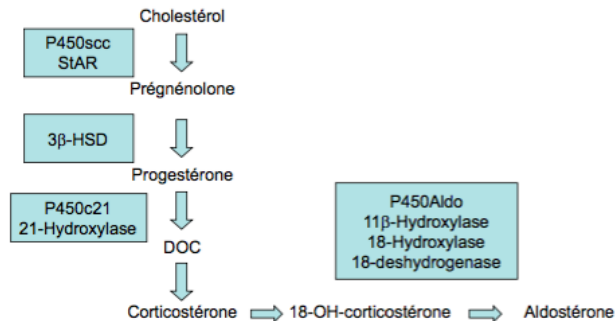 Cholestérol
P450scc
StAR
Prégnénolone
3β-HSD
Progestérone
P450c21
21-Hydroxylase
DOC
P450Aldo
11β-Hydroxylase
18-Hydroxylase
18-deshydrogenase
Corticostérone 18-OH-corticostérone Aldostérone